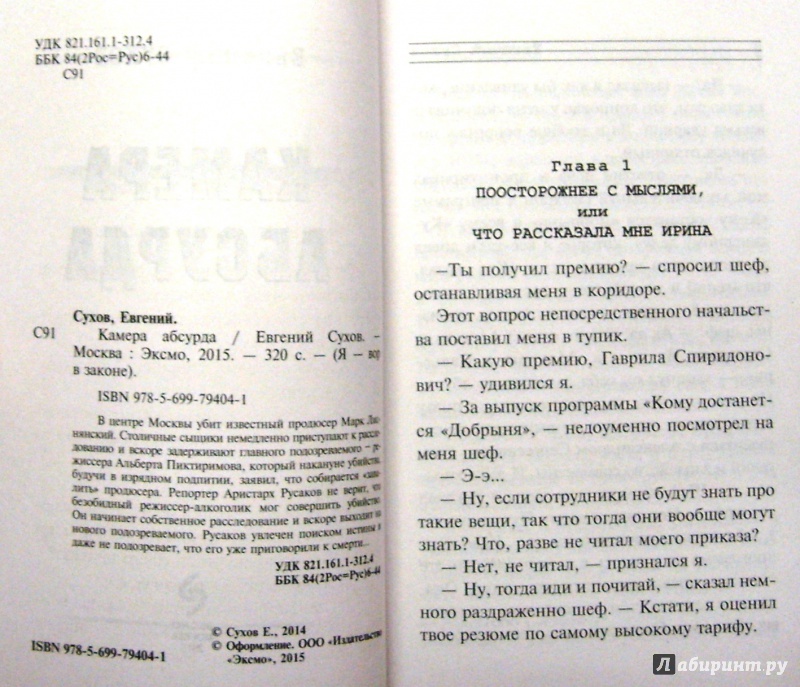 УДК 821.161.1-312.4
ББК 84(2Рос=Рус)6-44
С91
КАМЕРА
АБСУРДА
Сухов, Евгений.
С91 Камера абсурда / Евгений Сухов. –
Москва : Эксмо, 2015. — 320 с. — (Я – вор
в законе).
ISBN 978-5-699-79404-1
В центре Москвы убит известный продюсер Марк
нянский. Столичные сыщики немедленно приступают к рассле-
дованию и вскоре задерживают главного подозреваемого – ре-
жиссера Альберта Пиктиримова, который накануне убийства,
будучи в изрядном подпитии, заявил, что собирается «зава-
лить» продюсера. Репортер Аристарх Русаков не верит, что
безобидный режиссер-алкоголик мог совершить убийство.
Он начинает собственное расследование и вскоре выходит на
нового подозреваемого. Русаков увлечен поиском истины и
даже не подозревает, что его уже приговорили к смерти...
УДК 821.161.1-312.4
ББК 84(2Рос=Рус)6-44
© Сухов Е., 2014
© Оформление. ООО «Издательство
«Эксмо», 2015
ISBN 978-5-699-79404-1
Глава 1
ПООСТОРОЖНЕЕ С МЫСЛЯМИ,
или
ЧТО РАССКАЗАЛА МНЕ ИРИНА
—Ты получил премию? — спросил шеф,
останавливая меня в коридоре.
Этот вопрос непосредственного начальст-
ва поставил меня в тупик.
— Какую премию, Гаврила Спиридоно-
вич? — удивился я.
— За выпуск программы «Кому достанет-
ся «Добрыня», — недоуменно посмотрел на
меня шеф.
— Э-э...
— Ну, если сотрудники не будут знать про
такие вещи, так что тогда они вообще могут
знать? Что, разве не читал моего приказа?
— Нет, не читал, — признался я.
— Ну, тогда иди и почитай, — сказал нем-
ного раздраженно шеф. — Кстати, я оценил
твое резюме по самому высокому тарифу.
Лабиринт.ру